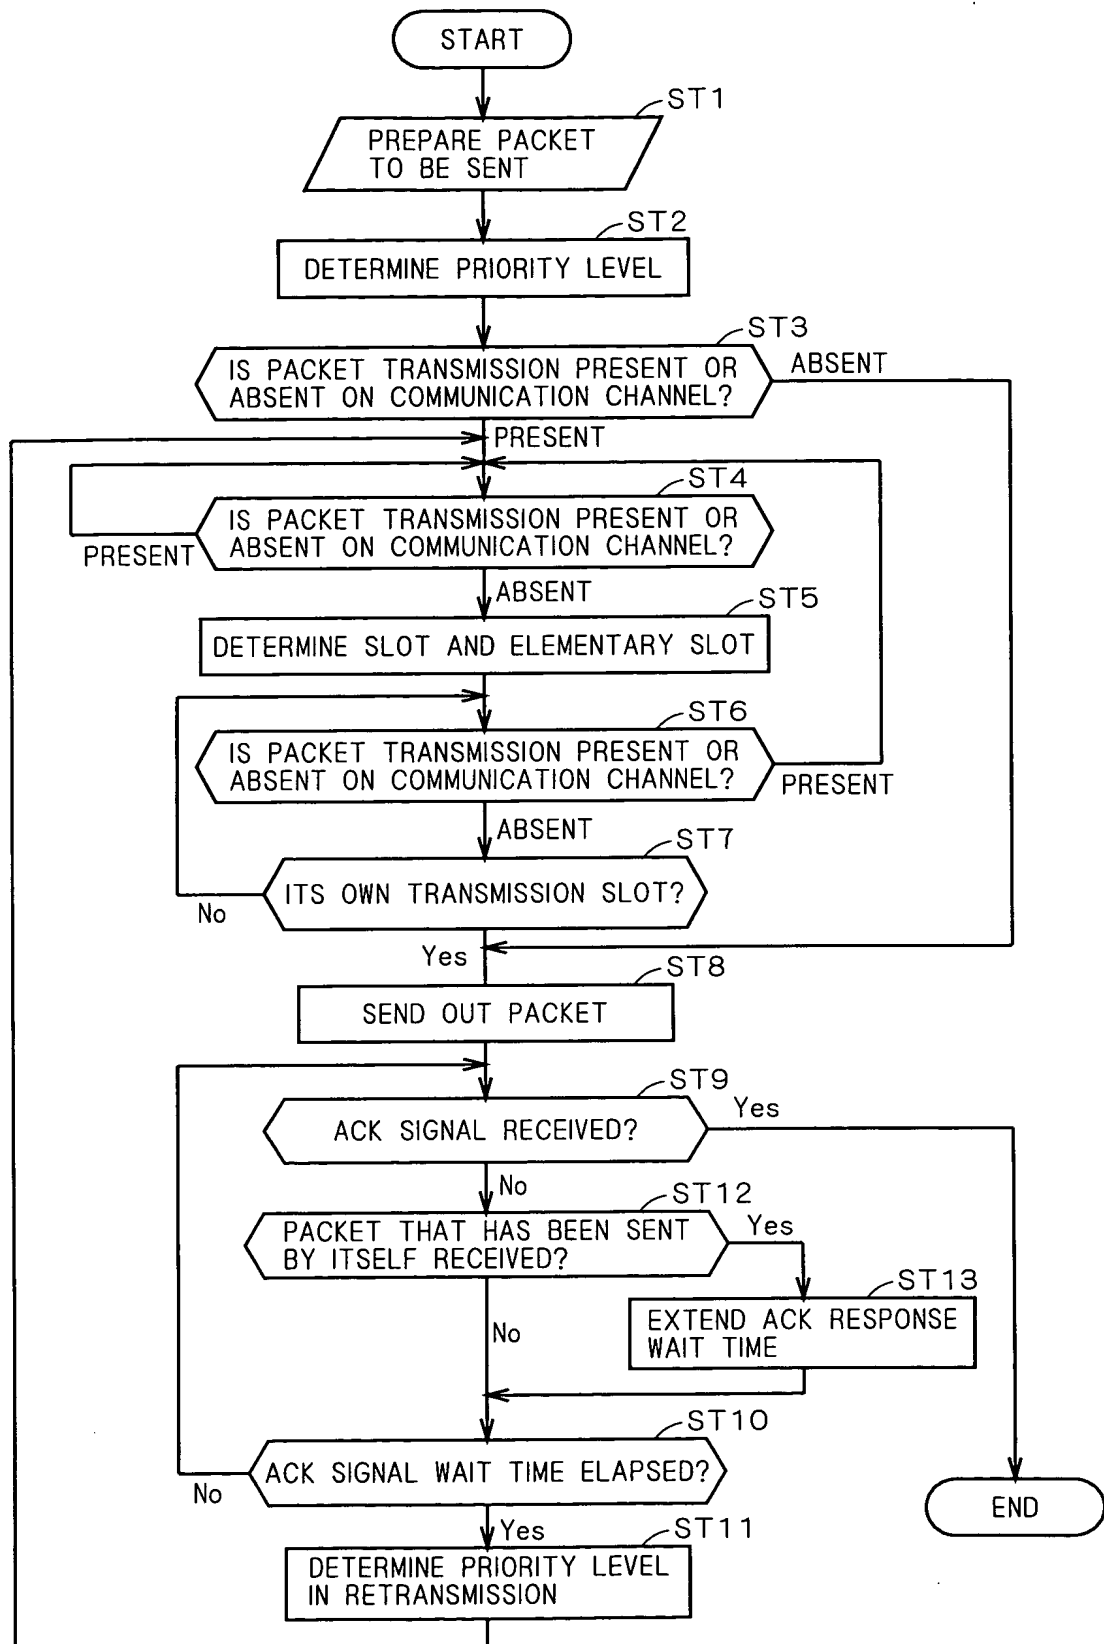 START
ST1
PREPARE PACKET
TO BE SENT
ST2
DETERMINE PRIORITY LEVEL
ST3
IS PACKET TRANSMISSION PRESENT OR
ABSENT ON COMMUNICATION CHANNEL?
ABSENT
PRESENT
ST4
IS PACKET TRANSMISSION PRESENT OR
ABSENT ON COMMUNICATION CHANNEL?
PRESENT
ABSENT
ST5
DETERMINE SLOT AND ELEMENTARY SLOT
ST6
IS PACKET TRANSMISSION PRESENT OR
ABSENT ON COMMUNICATION CHANNEL?
PRESENT
ABSENT
ST7
ITS OWN TRANSMISSION SLOT?
No
Yes
ST8
SEND OUT PACKET
ST9
ACK SIGNAL RECEIVED?
Yes
No
ST12
PACKET THAT HAS BEEN SENT
BY ITSELF RECEIVED?
Yes
ST13
EXTEND ACK RESPONSE
WAIT TIME
No
ST10
ACK SIGNAL WAIT TIME ELAPSED?
No
END
Yes
ST11
DETERMINE PRIORITY LEVEL
IN RETRANSMISSION